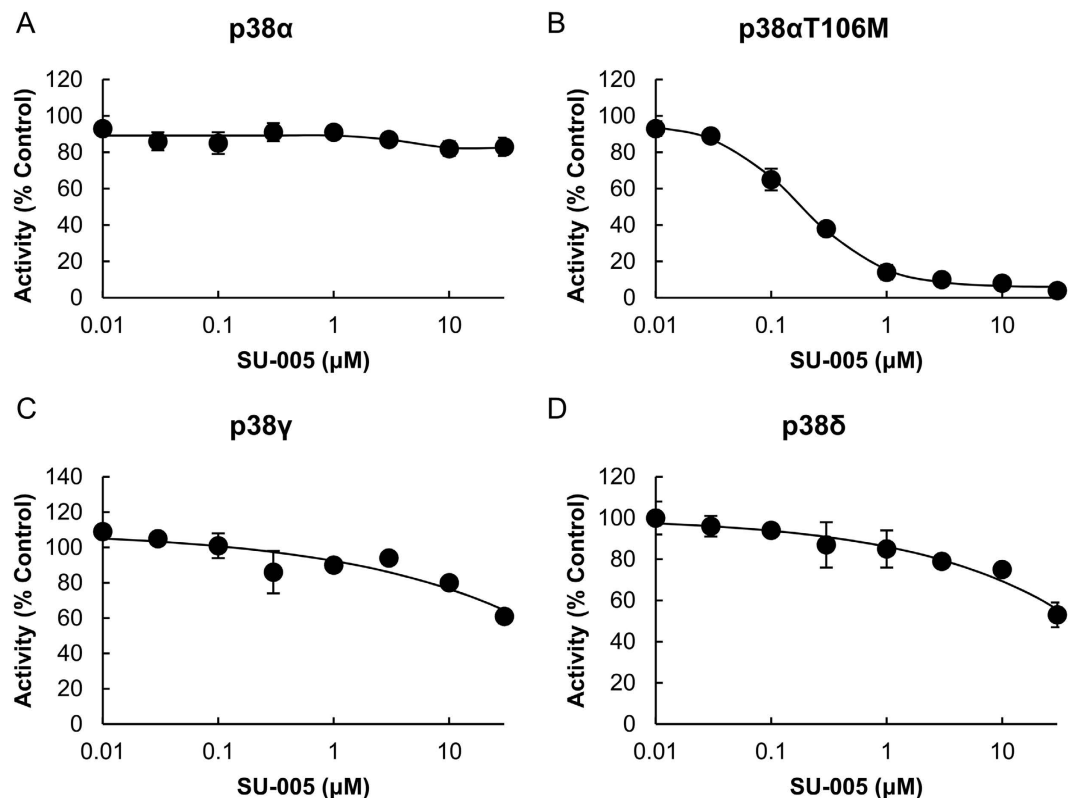 A
p38α
Activity (% Control)
120
100
80
60
40
20
0
0.01 0.1 1 10
SU-005 (µM)
B
p38αT106M
Activity (% Control)
120
100
80
60
40
20
0
0.01 0.1 1 10
SU-005 (µM)
C
p38γ
Activity (% Control)
140
120
100
80
60
40
20
0
0.01 0.1 1 10
SU-005 (µM)
D
p38δ
Activity (% Control)
120
100
80
60
40
20
0
0.01 0.1 1 10
SU-005 (µM)